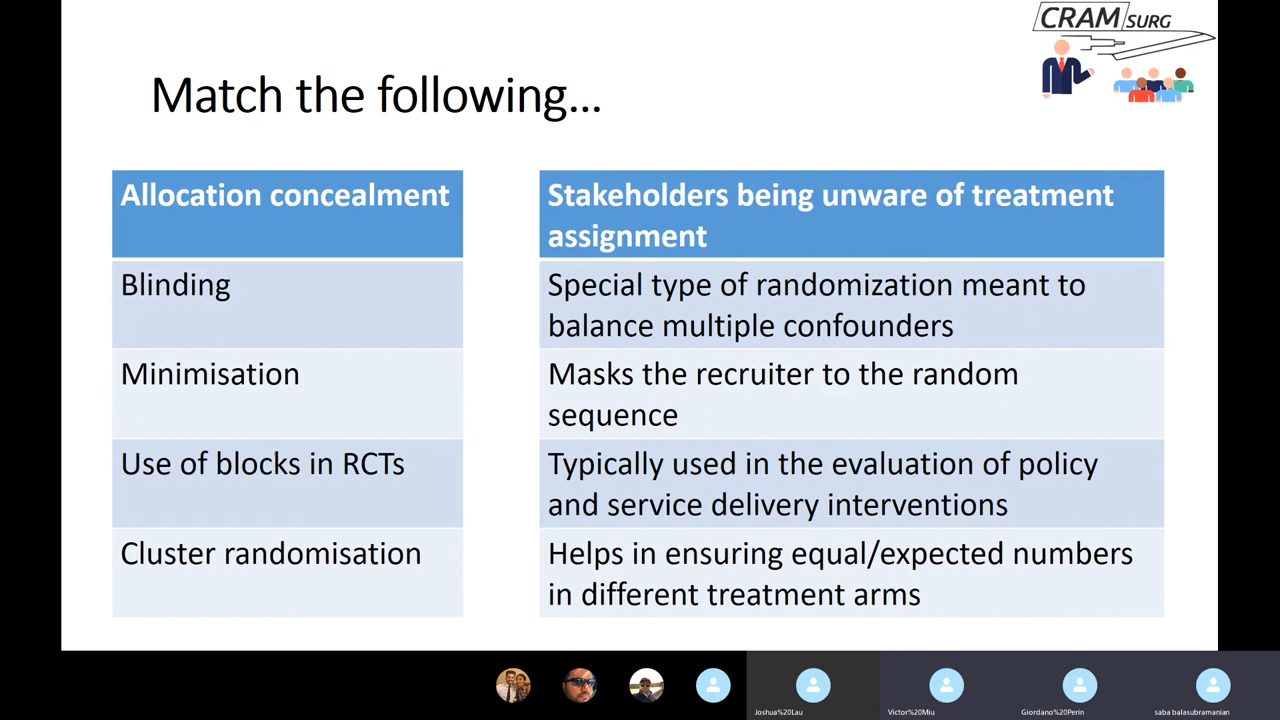 CRAM SURG
Match the following...
Allocation concealment
Blinding
Minimisation
Use of blocks in RCTs
Cluster randomisation
Stakeholders being unware of treatment
assignment
Special type of randomization meant to
balance multiple confounders
Masks the recruiter to the random
sequence
Typically used in the evaluation of policy
and service delivery interventions
Helps in ensuring equal/expected numbers
in different treatment arms
Joshua%20Lau
Victor%20Miu
Giordano%20Perin
saba balasubramanian